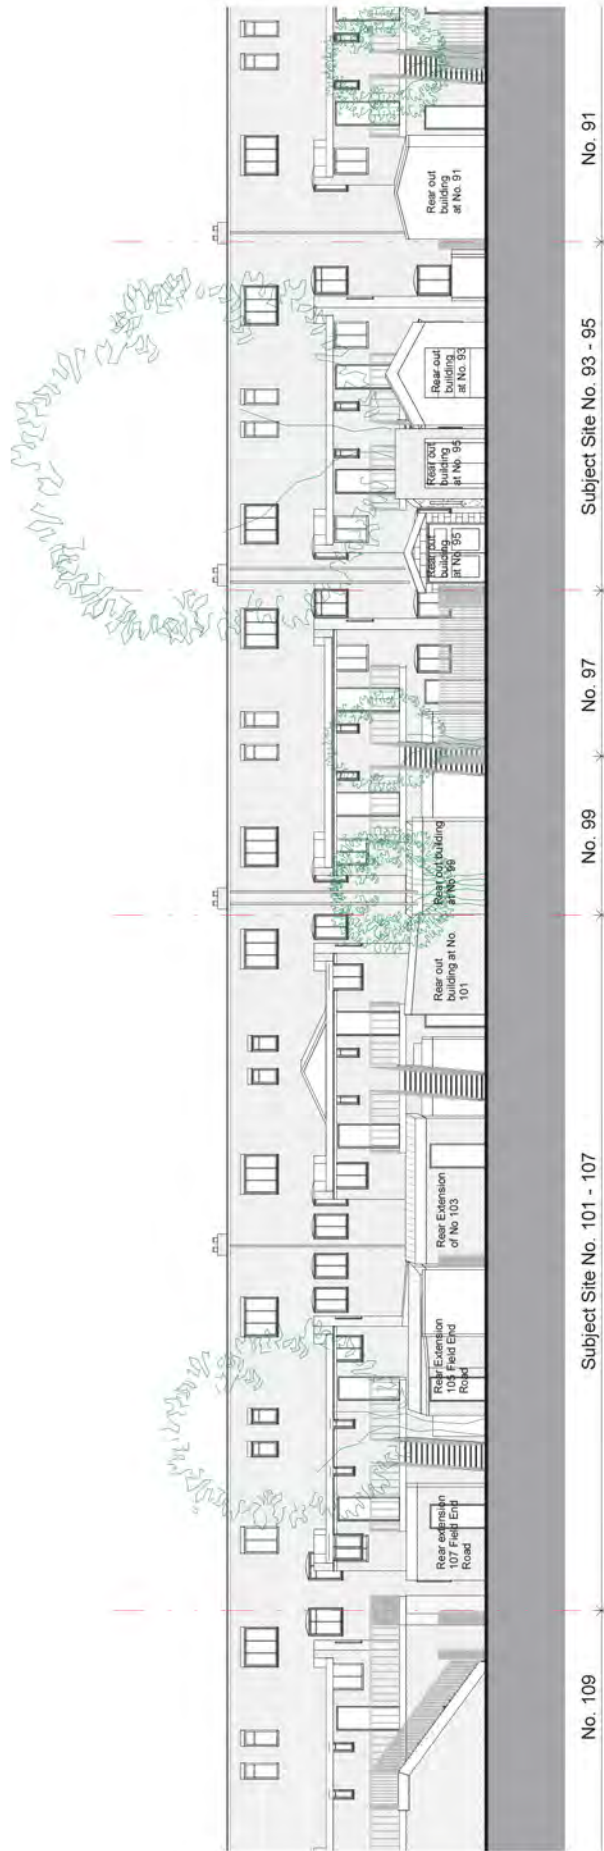 Rear extension
107 Field End
Road
Rear Extension
105 Field End
Road
Rear Extension
of No 103
Rear out
building at No.
101
Rear out building
at No. 99
Rear out
building
at No. 95
Rear out
building
at No. 95
Rear out
building
at No. 93
Rear out
building
at No. 91
No. 109
Subject Site No. 101 - 107
No. 99
No. 97
Subject Site No. 93 - 95
No. 91